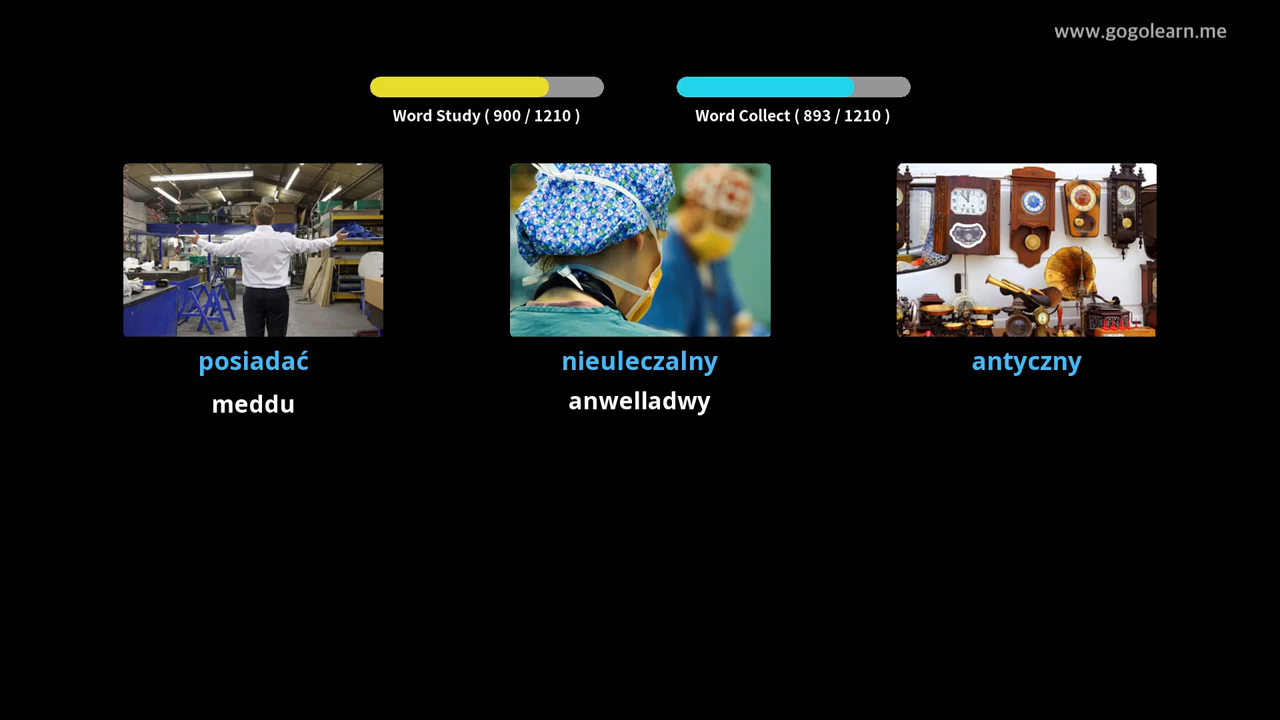 www.gogolearn.me
Word Study ( 900 / 1210 )
Word Collect ( 893 / 1210 )
posiadać
nieuleczalny
antyczny
meddu
anwelladwy